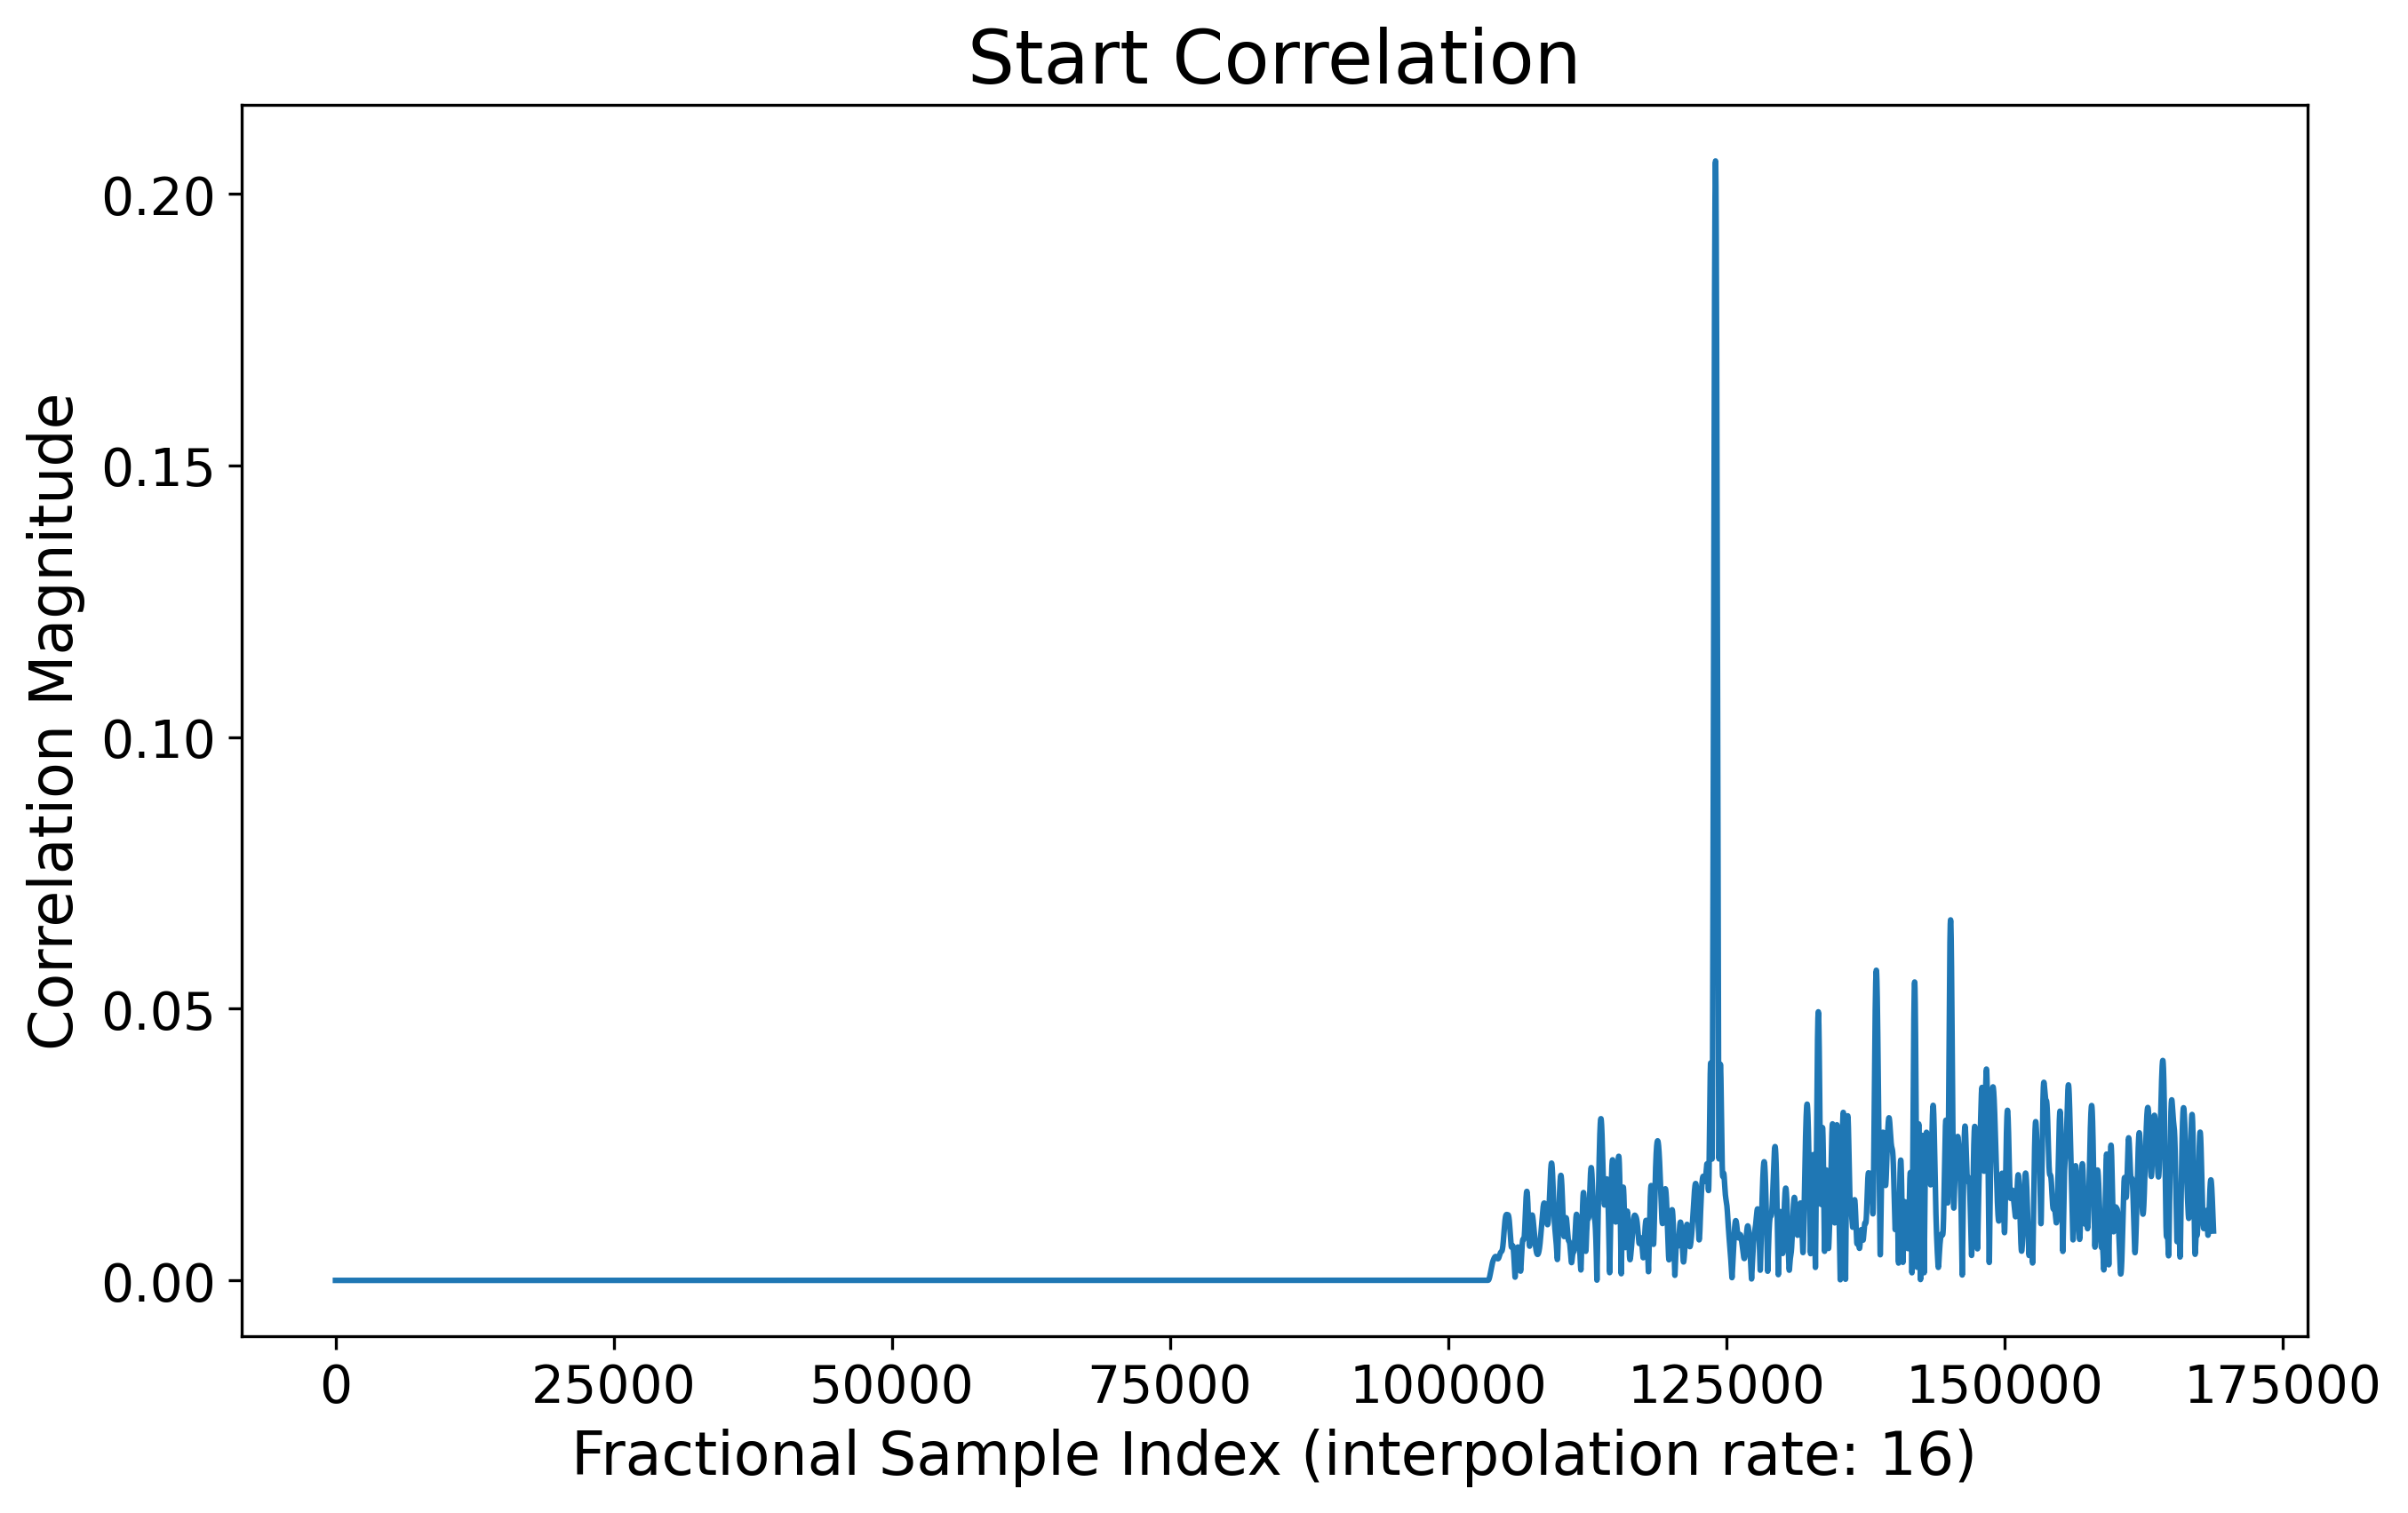 Start Correlation
Correlation Magnitude
0.20
0.15
0.10
0.05
0.00
0 25000 50000 75000 100000 125000 150000 175000
Fractional Sample Index (interpolation rate: 16)